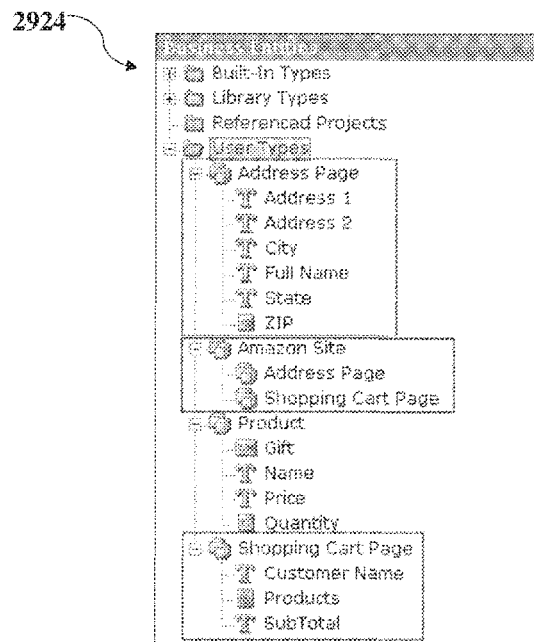 2924
Business Entities
Built-In Types
Library Types
Referenced Projects
User Types
Address Page
Address 1
Address 2
City
Full Name
State
ZIP
Amazon Site
Address Page
Shopping Cart Page
Product
Gift
Name
Price
Quantity
Shopping Cart Page
Customer Name
Products
SubTotal